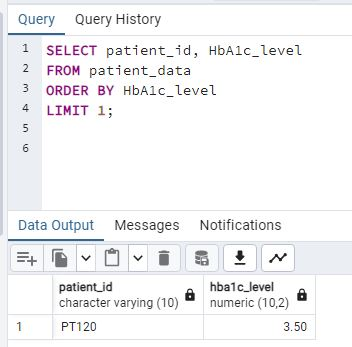 Query Query History
1 SELECT patient_id, HbA1c_level
2 FROM patient_data
3 ORDER BY HbA1c_level
4 LIMIT 1;
5
6
Data Output Messages Notifications
patient_id hba1c_level
character varying (10) numeric (10,2)
1 PT120 3.50